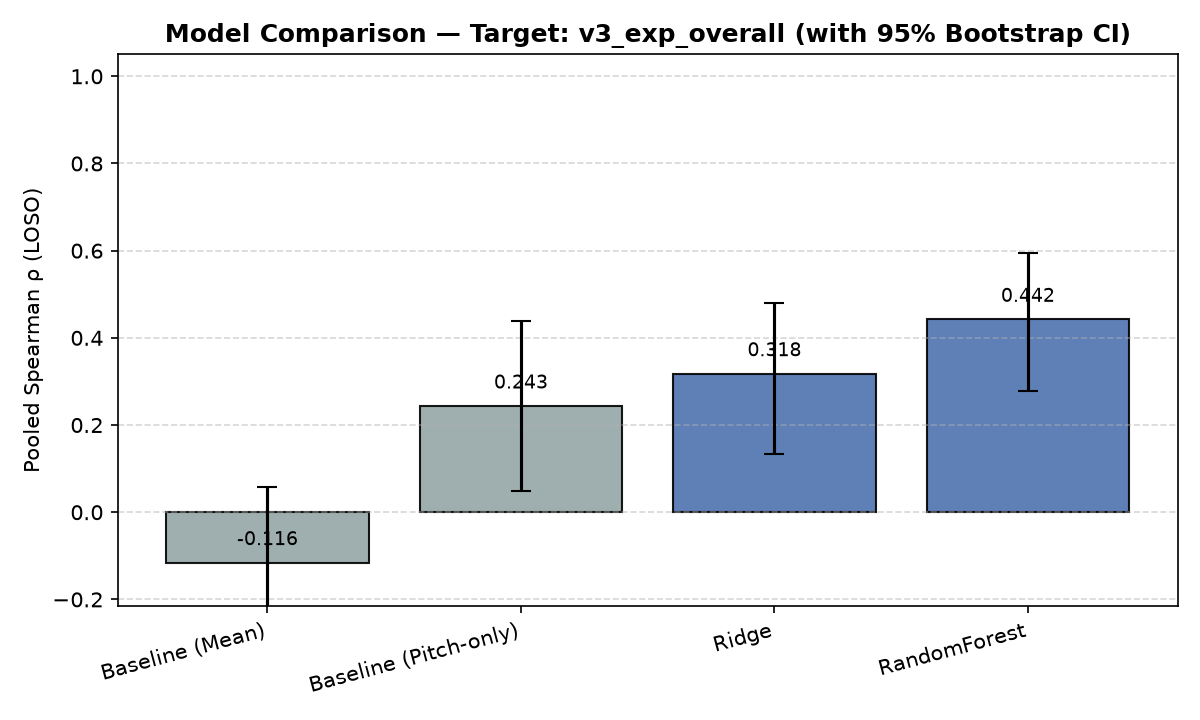 Model Comparison — Target: v3_exp_overall (with 95% Bootstrap CI)
Pooled Spearman ρ (LOSO)
1.0
0.8
0.6
0.4
0.2
0.0
−0.2
-0.116
0.243
0.318
0.442
Baseline (Mean)
Baseline (Pitch-only)
Ridge
RandomForest